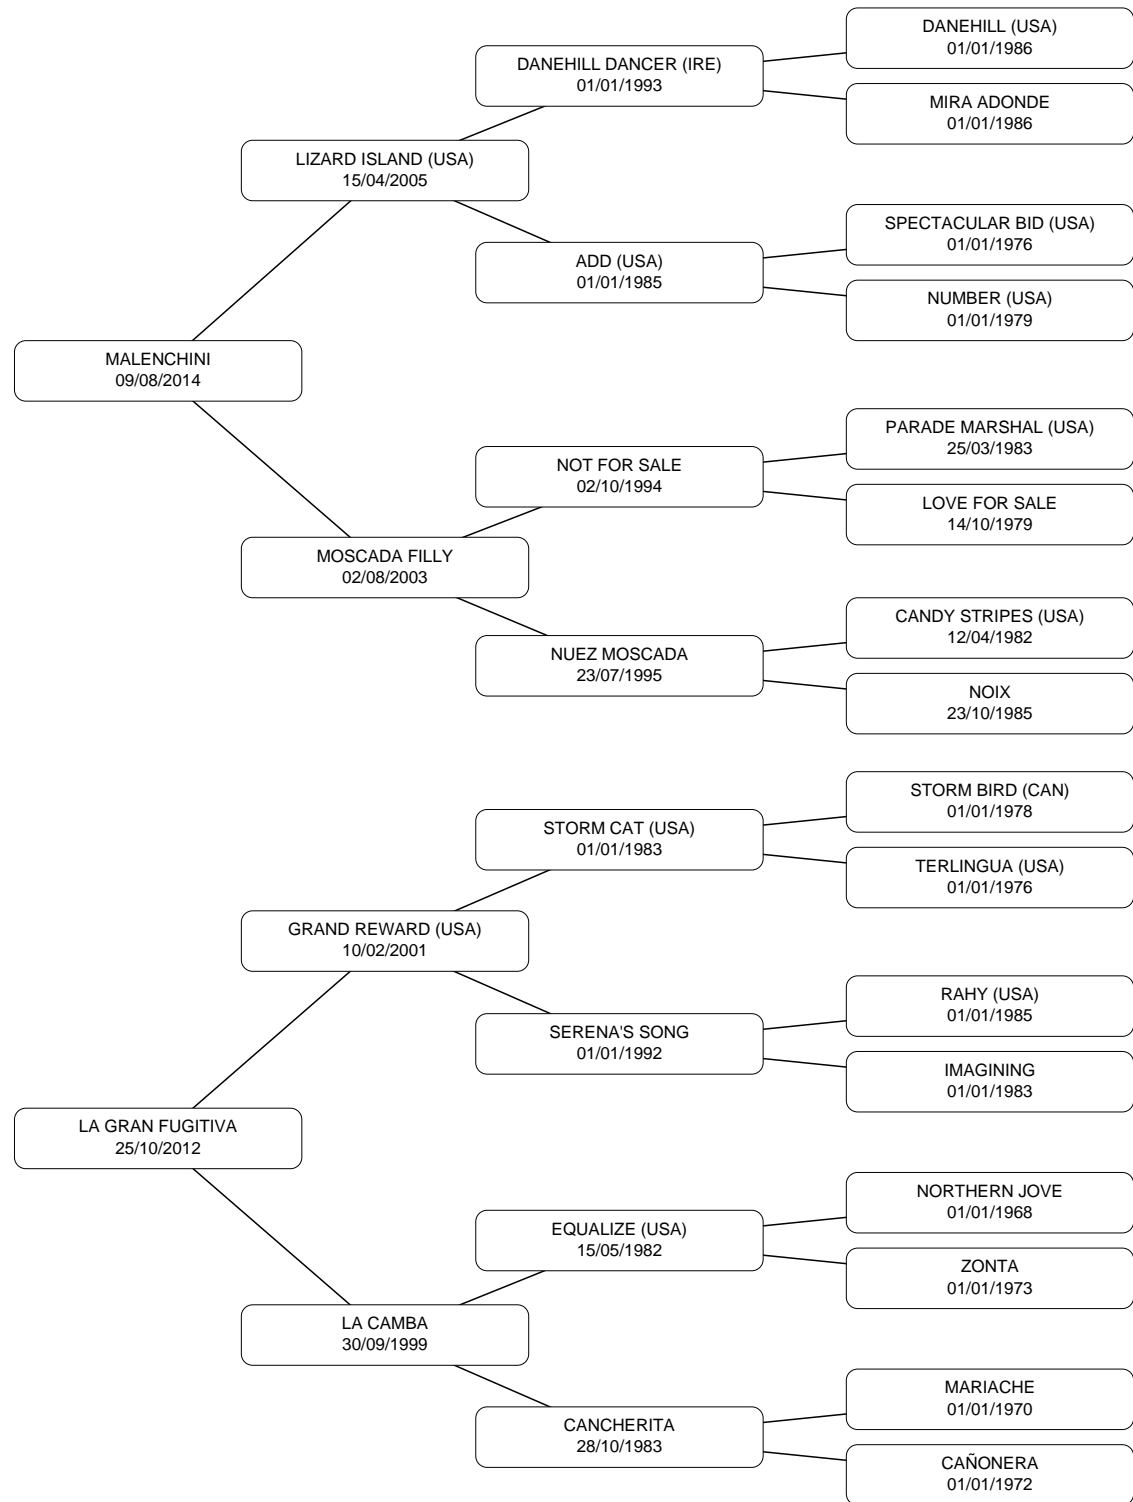 DANEHILL (USA)
01/01/1986
DANEHILL DANCER (IRE)
01/01/1993
MIRA ADONDE
01/01/1986
LIZARD ISLAND (USA)
15/04/2005
SPECTACULAR BID (USA)
01/01/1976
ADD (USA)
01/01/1985
NUMBER (USA)
01/01/1979
MALENCHINI
09/08/2014
PARADE MARSHAL (USA)
25/03/1983
NOT FOR SALE
02/10/1994
LOVE FOR SALE
14/10/1979
MOSCADA FILLY
02/08/2003
CANDY STRIPES (USA)
12/04/1982
NUEZ MOSCADA
23/07/1995
NOIX
23/10/1985
STORM BIRD (CAN)
01/01/1978
STORM CAT (USA)
01/01/1983
TERLINGUA (USA)
01/01/1976
GRAND REWARD (USA)
10/02/2001
RAHY (USA)
01/01/1985
SERENA'S SONG
01/01/1992
IMAGINING
01/01/1983
LA GRAN FUGITIVA
25/10/2012
NORTHERN JOVE
01/01/1968
EQUALIZE (USA)
15/05/1982
ZONTA
01/01/1973
LA CAMBA
30/09/1999
MARIACHE
01/01/1970
CANCHERITA
28/10/1983
CAÑONERA
01/01/1972